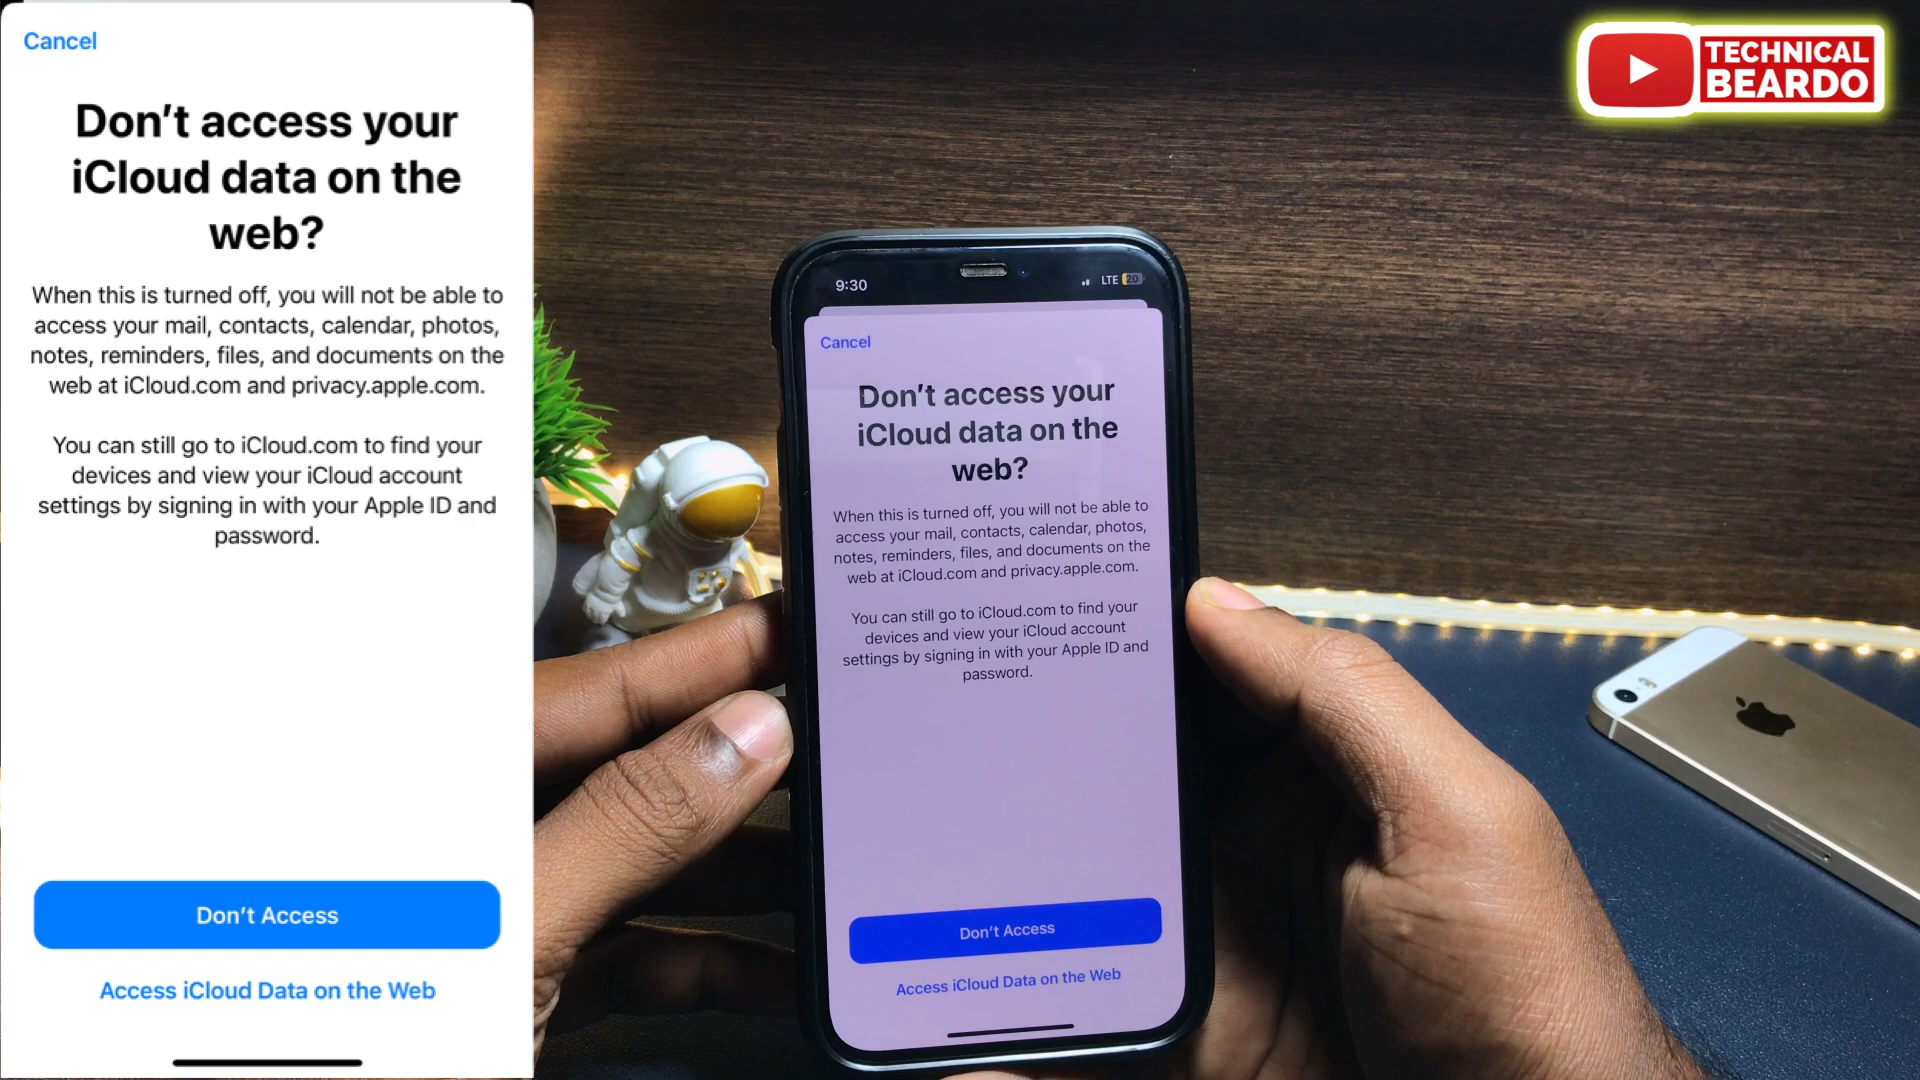 Cancel
Don't access your
iCloud data on the
web?
When this is turned off, you will not be able to
access your mail, contacts, calendar, photos,
notes, reminders, files, and documents on the
web at iCloud.com and privacy.apple.com.
You can still go to iCloud.com to find your
devices and view your iCloud account
settings by signing in with your Apple ID and
password.
Don't Access
Access iCloud Data on the Web
TECHNICAL
BEARDO
9:30
LTE 20
Cancel
Don't access your
iCloud data on the
web?
When this is turned off, you will not be able to
access your mail, contacts, calendar, photos,
notes, reminders, files, and documents on the
web at iCloud.com and privacy.apple.com.
You can still go to iCloud.com to find your
devices and view your iCloud account
settings by signing in with your Apple ID and
password.
Don't Access
Access iCloud Data on the Web